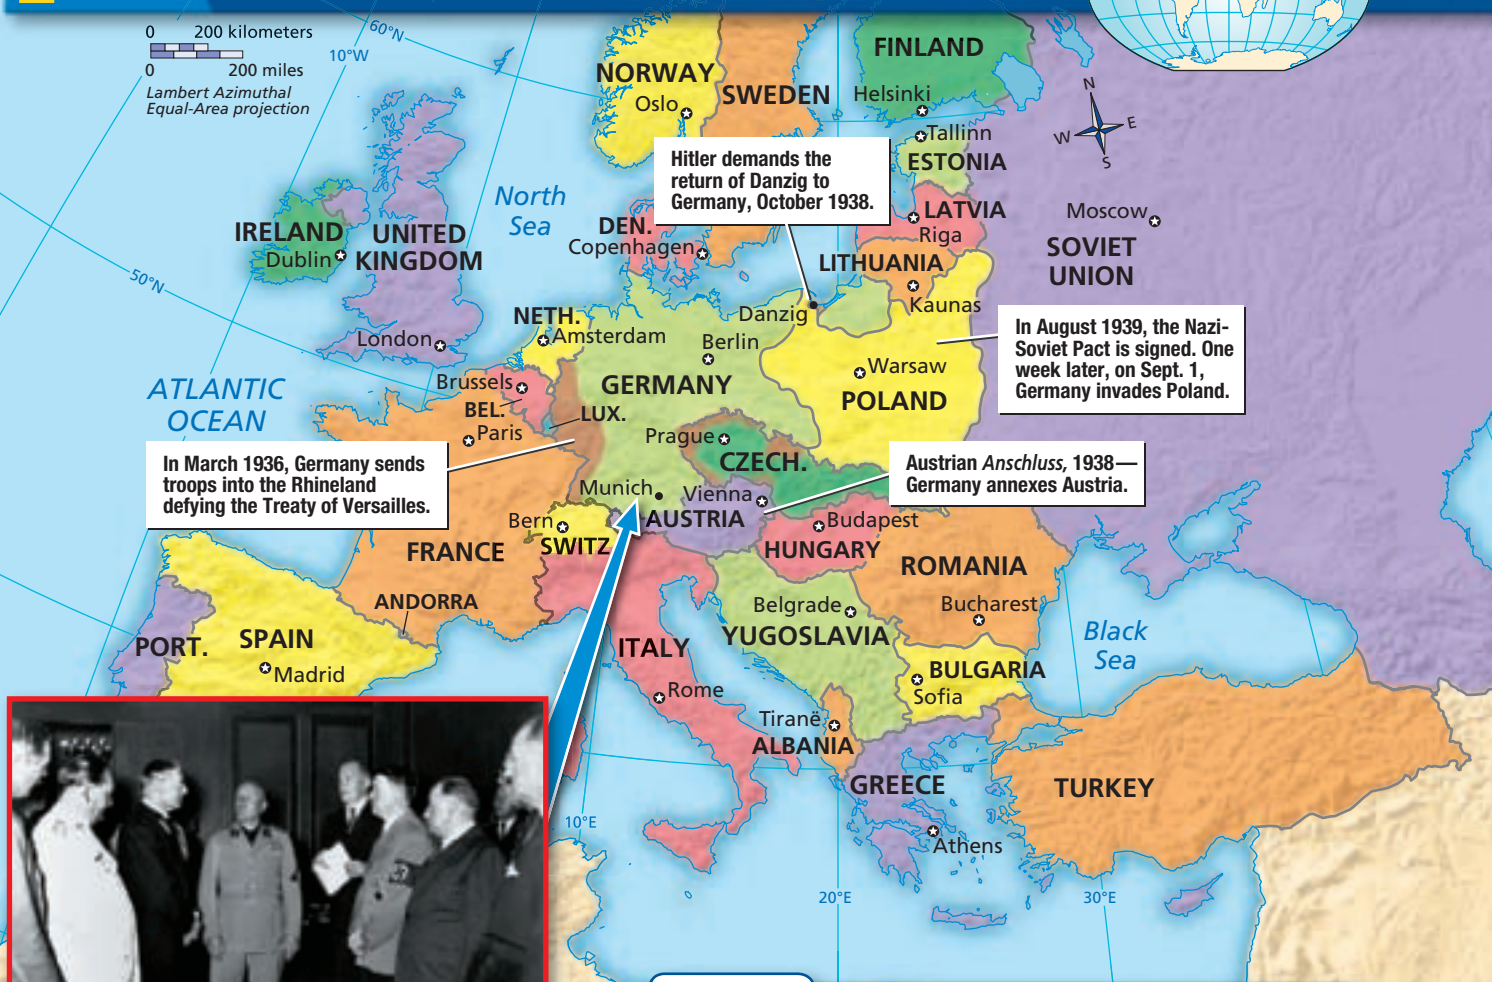 0 200 kilometers
0 200 miles
Lambert Azimuthal
Equal-Area projection
60°N
10°W
50°N
N
W E
S
NORWAY
Oslo
SWEDEN
FINLAND
Helsinki
Tallinn
ESTONIA
Hitler demands the
return of Danzig to
Germany, October 1938.
North
Sea
DEN.
Copenhagen
LATVIA
Riga
Moscow
SOVIET
UNION
IRELAND
Dublin
UNITED
KINGDOM
London
LITHUANIA
Kaunas
NETH.
Amsterdam
Danzig
Berlin
GERMANY
Warsaw
POLAND
In August 1939, the Nazi-
Soviet Pact is signed. One
week later, on Sept. 1,
Germany invades Poland.
ATLANTIC
OCEAN
Brussels
BEL.
LUX.
Paris
Prague
CZECH.
In March 1936, Germany sends
troops into the Rhineland
defying the Treaty of Versailles.
Austrian Anschluss, 1938—
Germany annexes Austria.
Munich
Vienna
AUSTRIA
Bern
SWITZ
FRANCE
Budapest
HUNGARY
ROMANIA
Bucharest
ANDORRA
PORT.
SPAIN
Madrid
ITALY
Rome
Belgrade
YUGOSLAVIA
BULGARIA
Sofia
Black
Sea
Tiranë
ALBANIA
GREECE
Athens
TURKEY
10°E
20°E
30°E